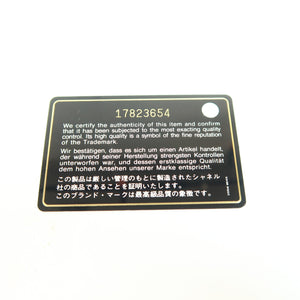 17823654
We certify the authenticity of this item and confirm
that it has been subjected to the most exacting quality
control. Its high quality is a symbol of the fine reputation
of the Trademark.
Wir bestätigen, dass es sich um einen Artikel handelt,
der während seiner Herstellung strengsten Kontrollen
unterworfen war, und dessen erstklassige Qualität
dem hohen Ansehen unserer Marke entspricht.
この製品は厳しい管理のもとに製造されたシャネル
社の商品であることを証明いたします。
このブランド・マークは最高級品質の象徴です。